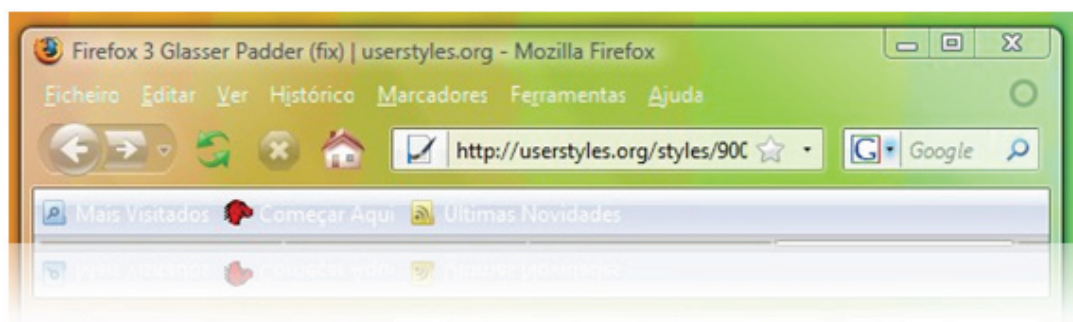 Firefox 3 Glasser Padder (fix) | userstyles.org - Mozilla Firefox
Ficheiro Editar Ver Histórico Marcadores Ferramentas Ajuda
http://userstyles.org/styles/900 Google
Mais Visitados Começar Aqui Últimas Novidades